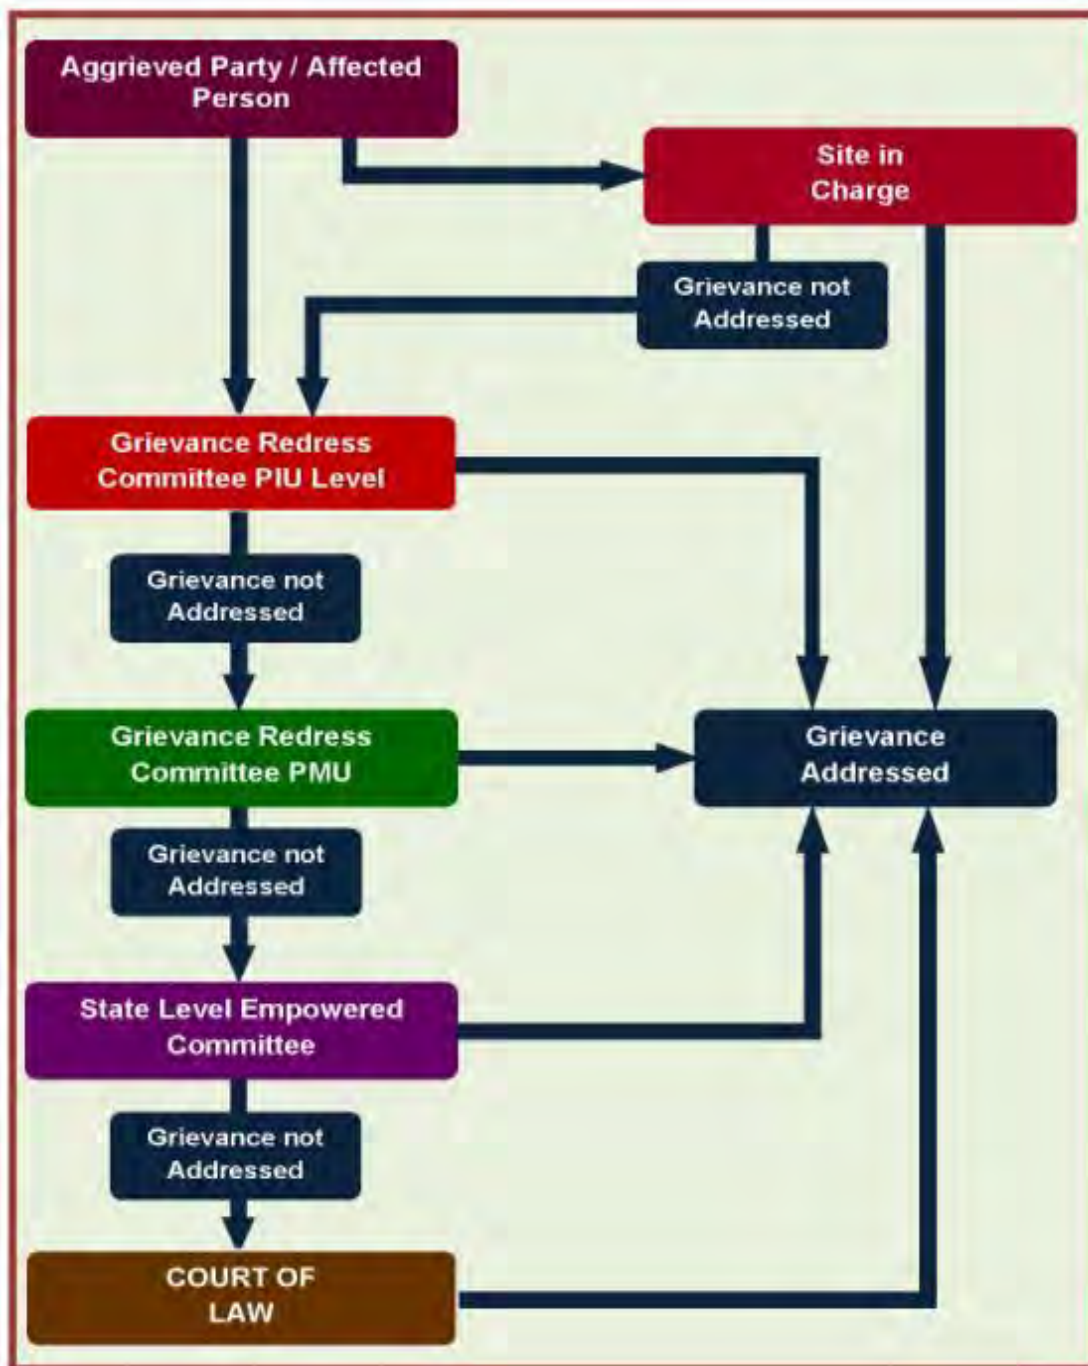 Aggrieved Party / Affected
Person
Site in
Charge
Grievance not
Addressed
Grievance Redress
Committee PIU Level
Grievance not
Addressed
Grievance Redress
Committee PMU
Grievance
Addressed
Grievance not
Addressed
State Level Empowered
Committee
Grievance not
Addressed
COURT OF
LAW